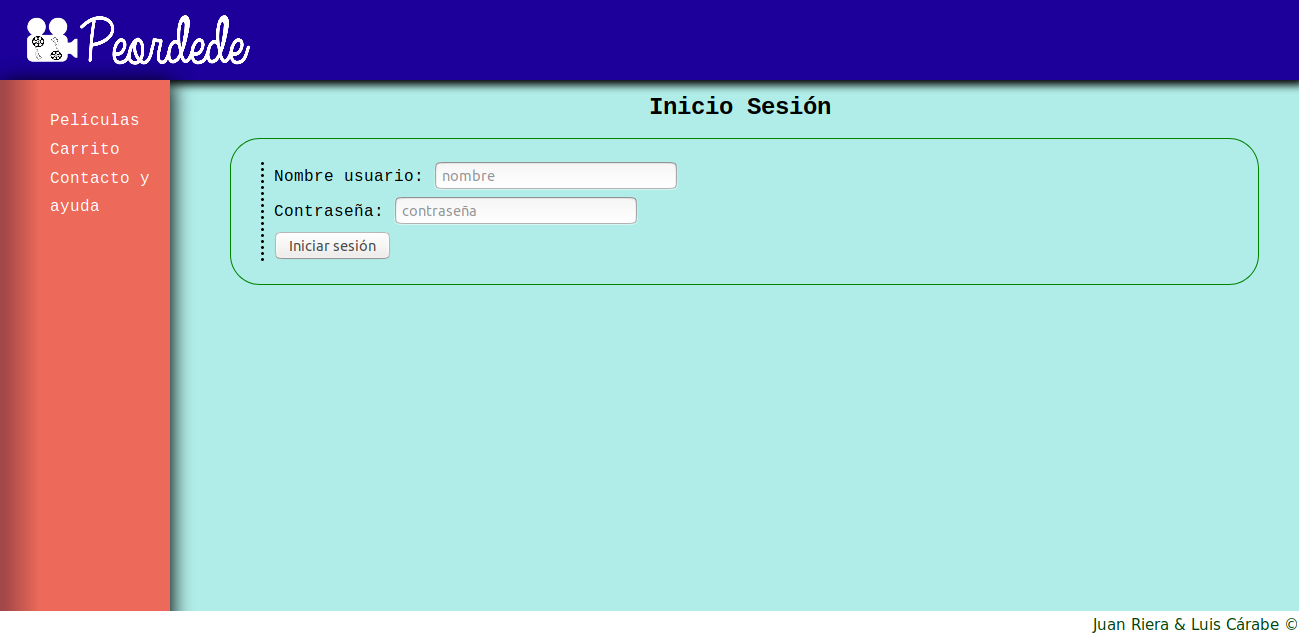 Peordede
Películas
Carrito
Contacto y
ayuda
Inicio Sesión
Nombre usuario: nombre
Contraseña: contraseña
Iniciar sesión
Juan Riera & Luis Cárabe ©